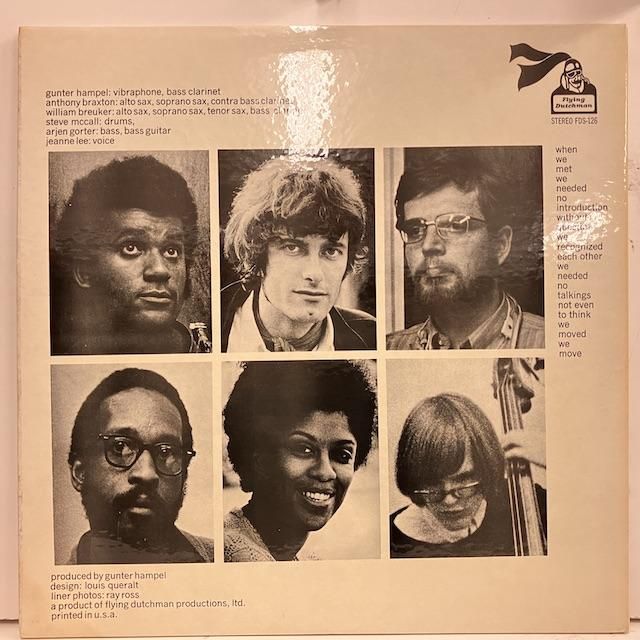 gunter hampel: vibraphone, bass clarinet
anthony braxton: alto sax, soprano sax, contra bass clarinet,
william breuker: alto sax, soprano sax, tenor sax, bass
steve mccall: drums,
arjen gorter: bass, bass guitar
jeanne lee: voice
Flying
Dutchman
STEREO FDS-126
when
we
met
we
needed
no
introduction
without
we
recognized
each other
we
needed
no
talkings
not even
to think
we
moved
we
move
produced by gunter hampel
design: louis queralt
liner photos: ray ross
a product of flying dutchman productions, ltd.
printed in u.s.a.